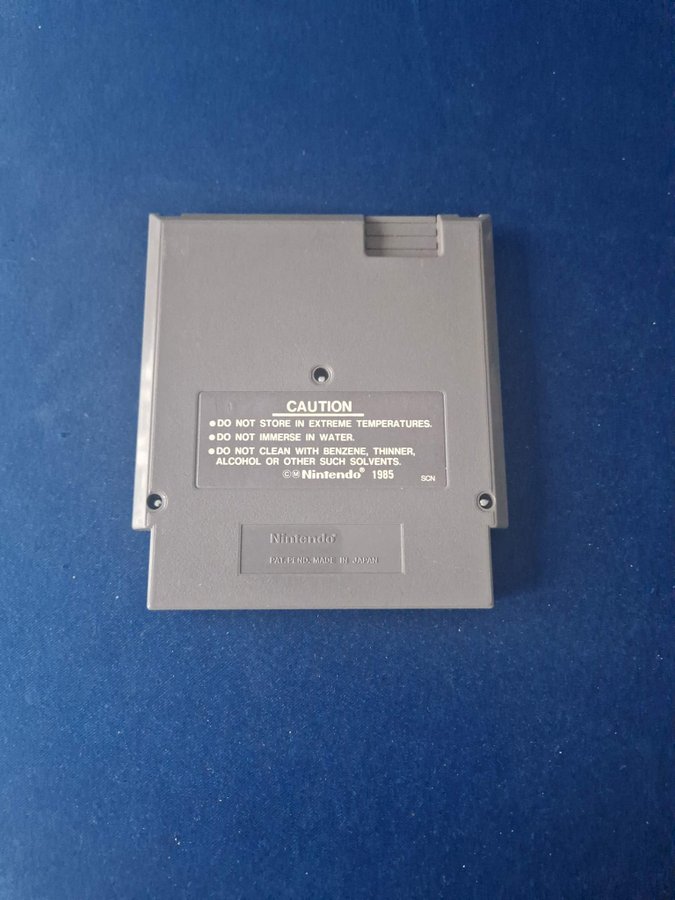 CAUTION
●DO NOT STORE IN EXTREME TEMPERATURES.
●DO NOT IMMERSE IN WATER.
●DO NOT CLEAN WITH BENZENE, THINNER,
ALCOHOL OR OTHER SUCH SOLVENTS.
©Ⓜ Nintendo® 1985 SCN
Nintendo®
PAT. PEND. MADE IN JAPAN